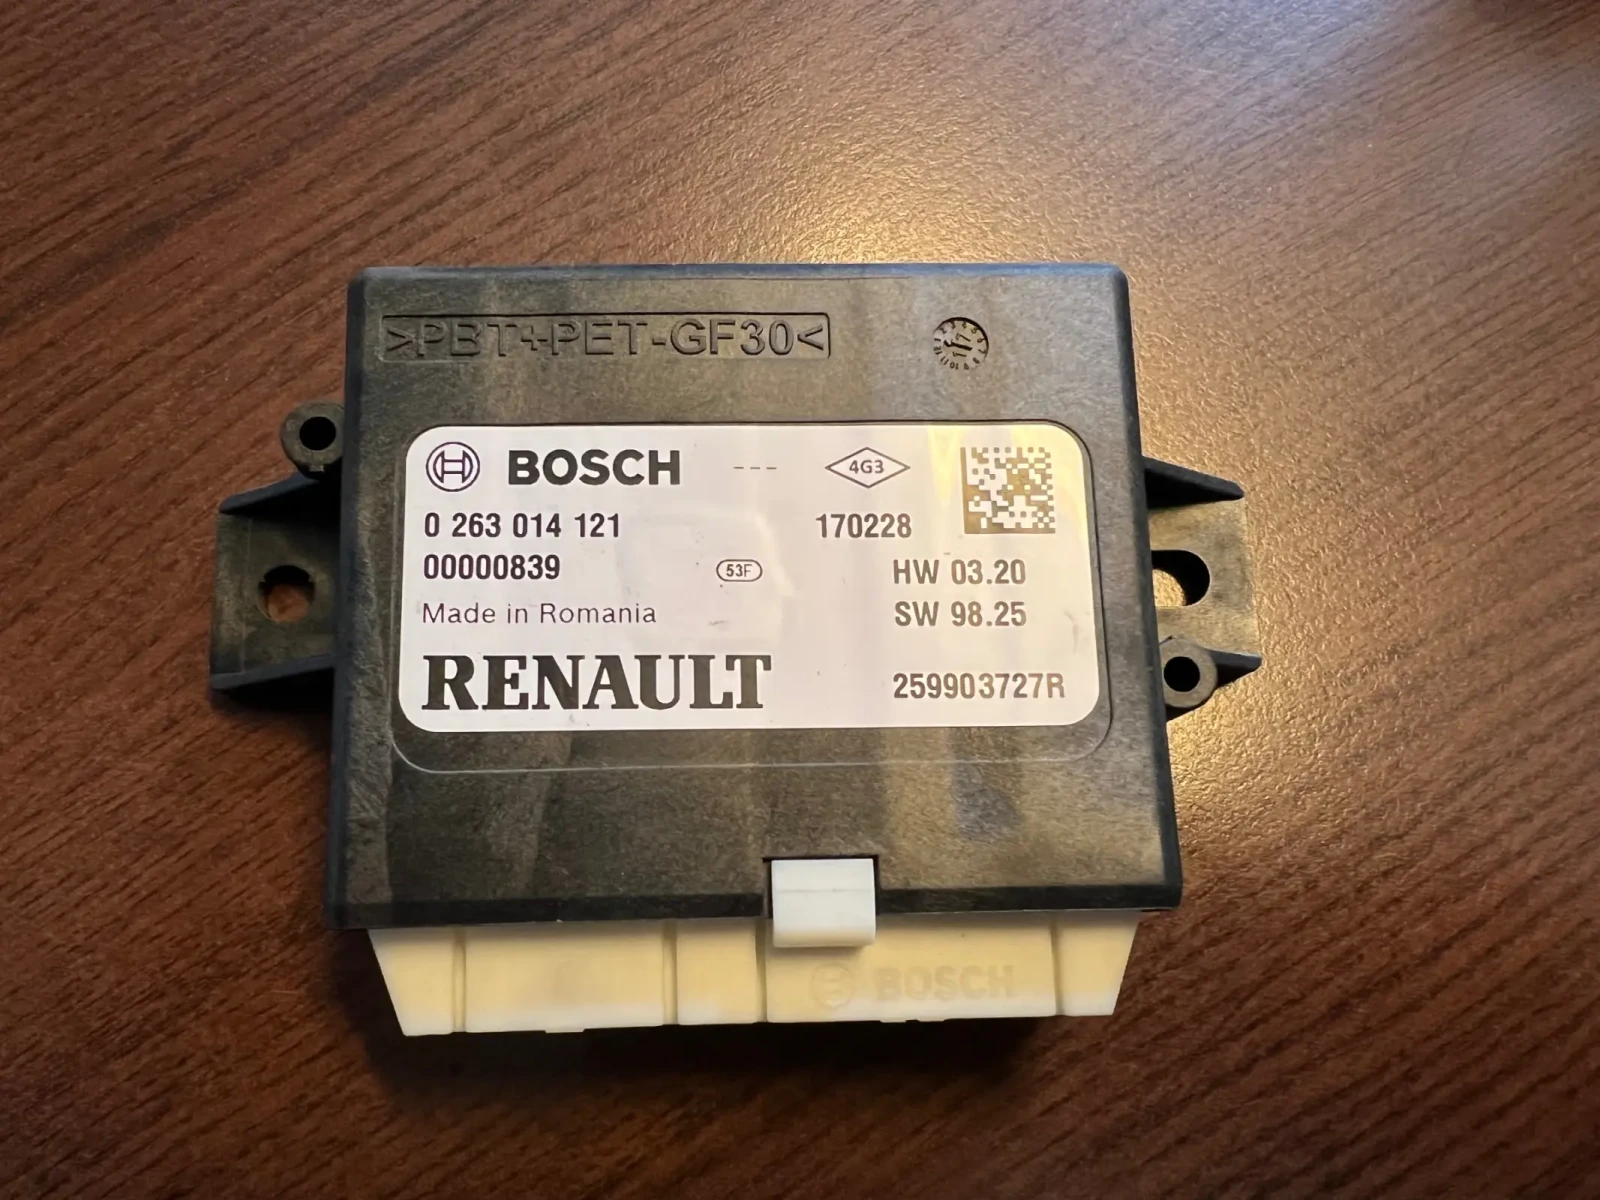 >PBT+PET-GF30<
BOSCH --- 4G3
0 263 014 121 170228
00000839 53F HW 03.20
Made in Romania SW 98.25
RENAULT 259903727R
BOSCH